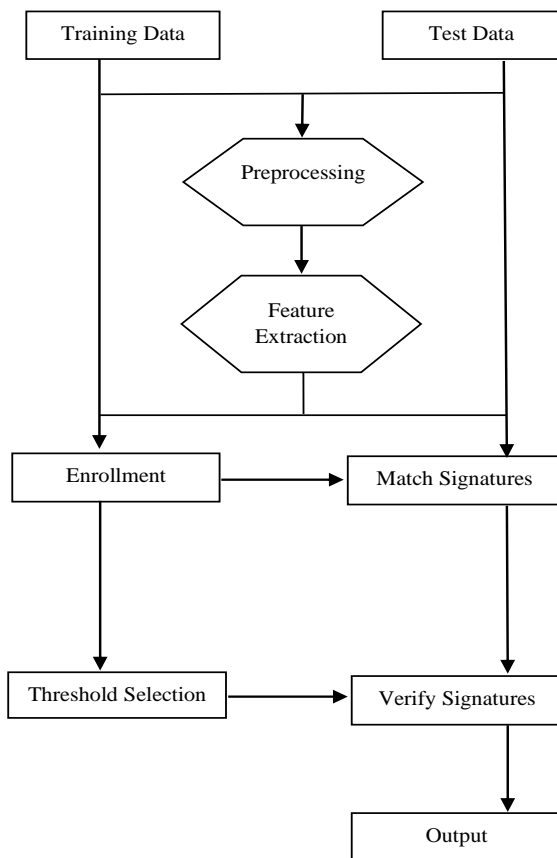 Training Data
Test Data
Preprocessing
Feature
Extraction
Enrollment
Match Signatures
Threshold Selection
Verify Signatures
Output